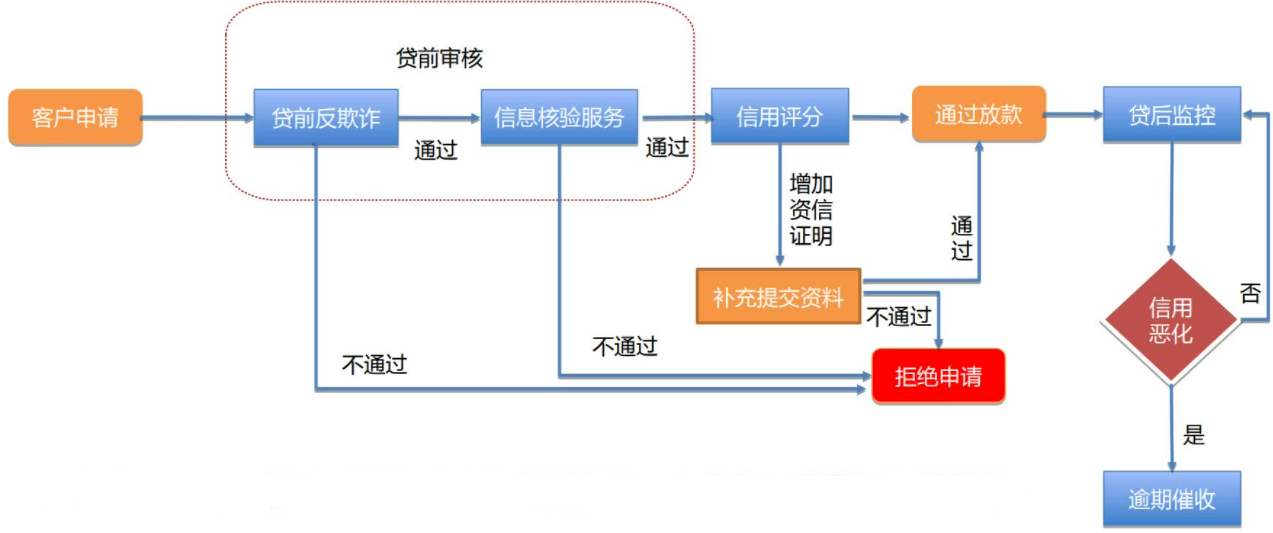 贷前审核
客户申请
贷前反欺诈
通过
信息核验服务
通过
信用评分
通过放款
贷后监控
增加
资信
证明
通
过
补充提交资料
不通过
信用
恶化
否
不通过
不通过
拒绝申请
是
逾期催收